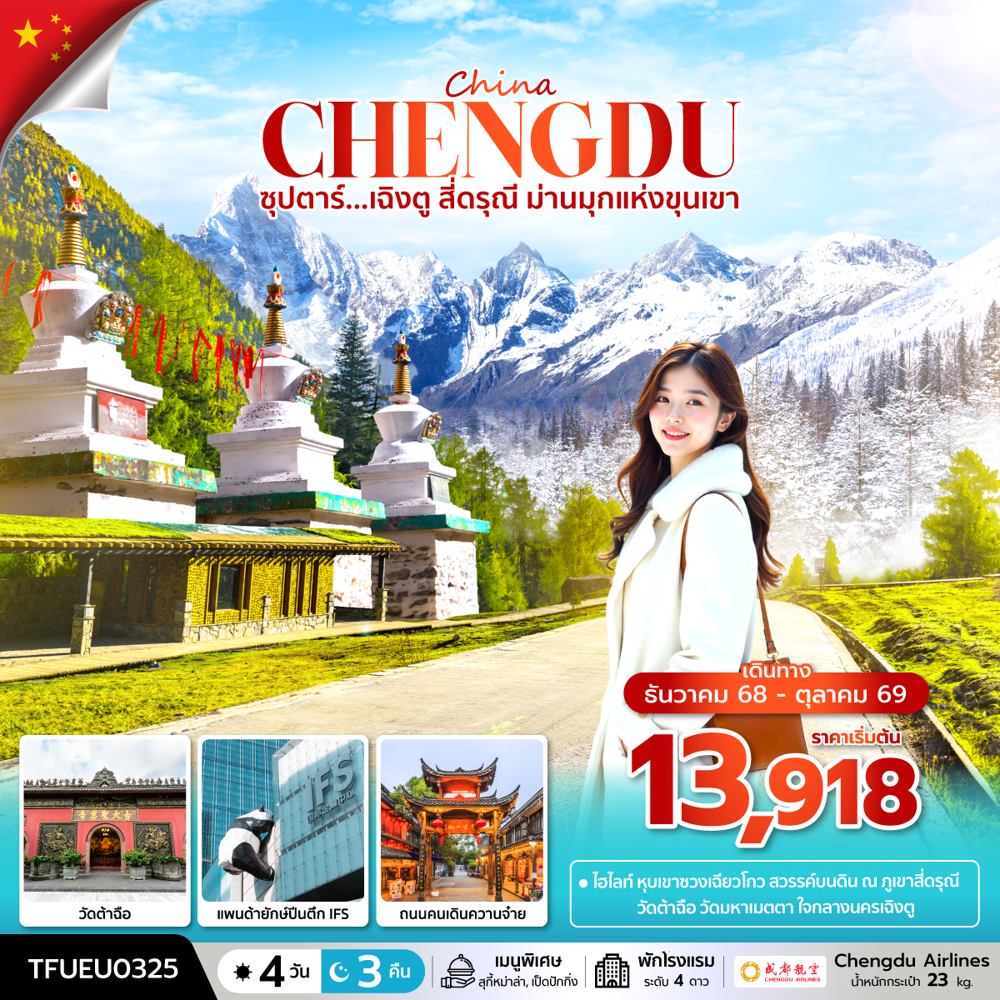 China
CHENGDU
ซุปตาร์...เฉิงตู สี่ดรุณี ม่านมุกแห่งขุนเขา
เดินทาง
ธันวาคม 68 - ตุลาคม 69
ราคาเริ่มต้น
13,918
IFS
วัดต้าฉือ
แพนด้ายักษ์ปีนตึก IFS
ถนนคนเดินควานจ๋าย
• ไฮไลท์ หุบเขาซวงเฉียวโกว สวรรค์บนดิน ณ ภูเขาสี่ดรุณี
วัดต้าฉือ วัดมหาเมตตา ใจกลางนครเฉิงตู
TFUEU0325
4 วัน
3 คืน
เมนูพิเศษ
สุกี้หม่าล่า, เป็ดปักกิ่ง
พักโรงแรม
ระดับ 4 ดาว
成都航空
CHENGDU AIRLINES
Chengdu Airlines
น้ำหนักกระเป๋า 23 kg.